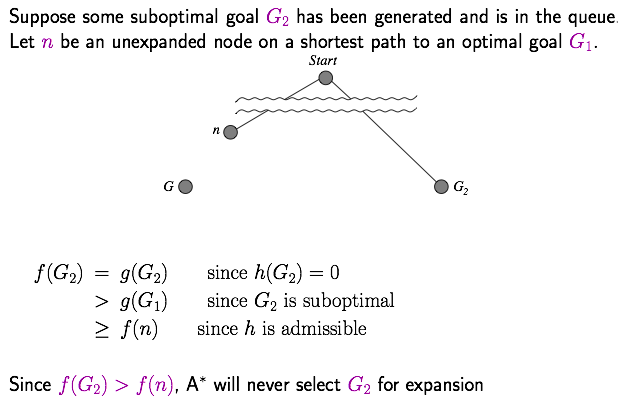 Suppose some suboptimal goal G₂ has been generated and is in the queue.
Let n be an unexpanded node on a shortest path to an optimal goal G₁.
Start
n
G
G₂
f(G₂) = g(G₂) since h(G₂) = 0
> g(G₁) since G₂ is suboptimal
≥ f(n) since h is admissible
Since f(G₂) > f(n), A* will never select G₂ for expansion